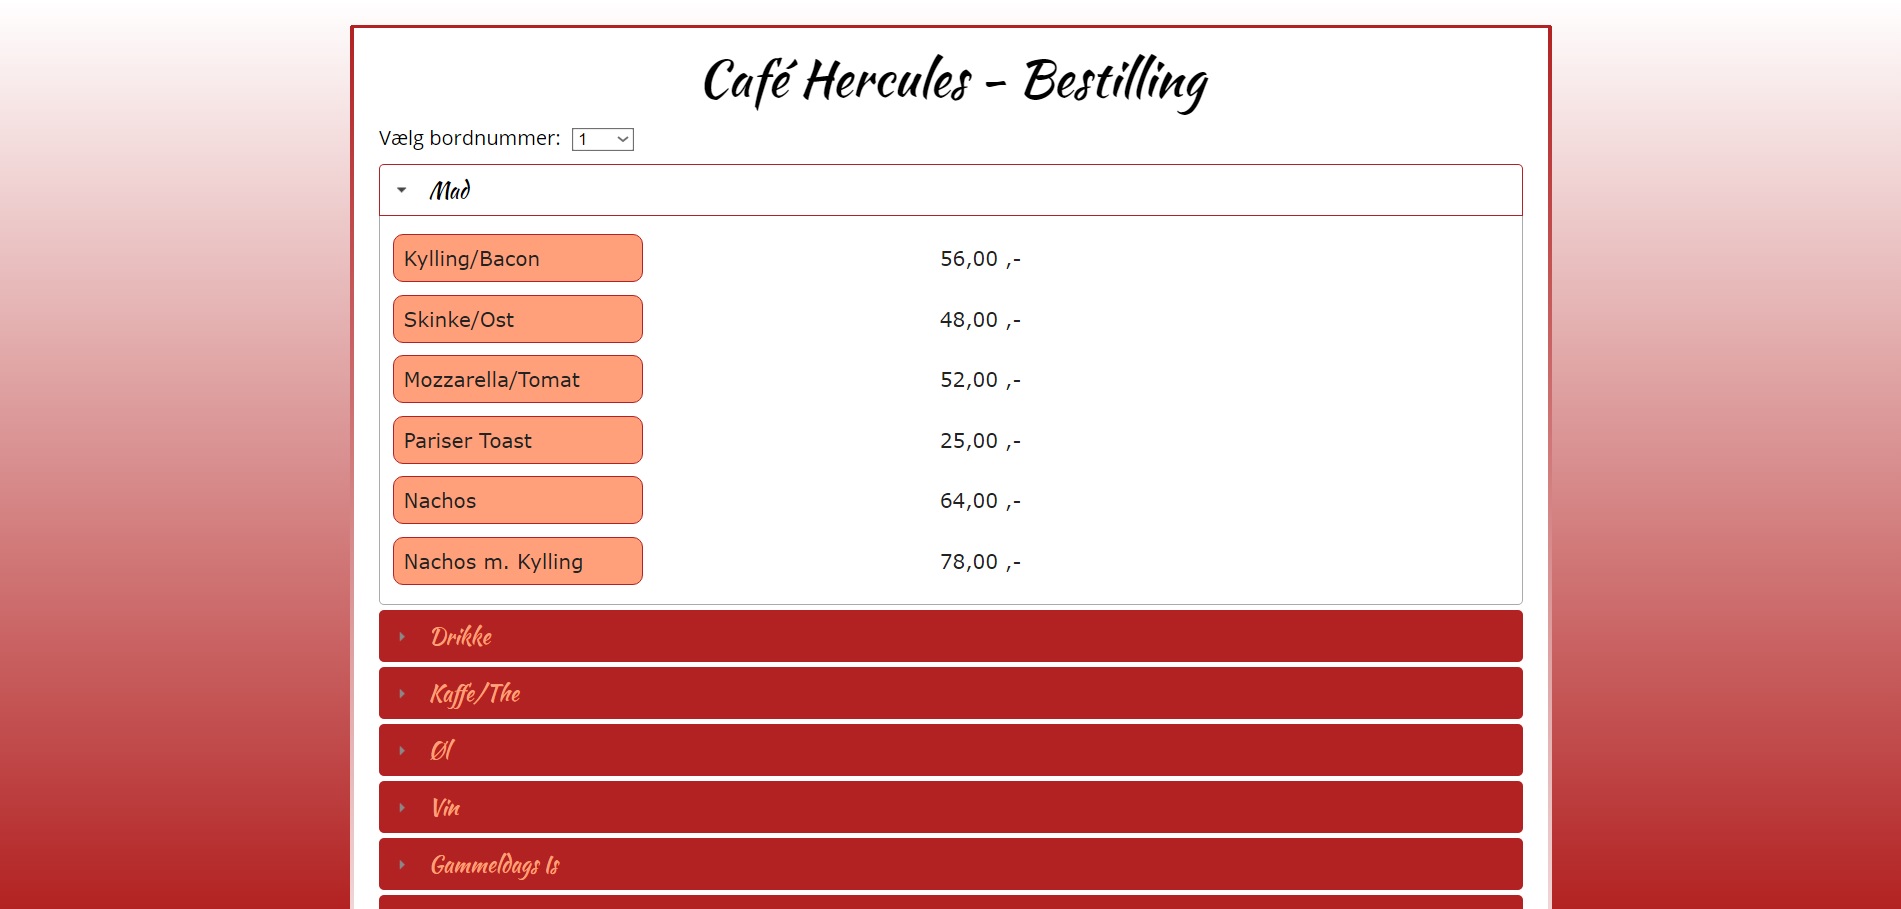 Café Hercules - Bestilling
Vælg bordnummer: 1
Mad
Kylling/Bacon 56,00 ,-
Skinke/Ost 48,00 ,-
Mozzarella/Tomat 52,00 ,-
Pariser Toast 25,00 ,-
Nachos 64,00 ,-
Nachos m. Kylling 78,00 ,-
Drikke
Kaffe/The
Øl
Vin
Gammeldags Is